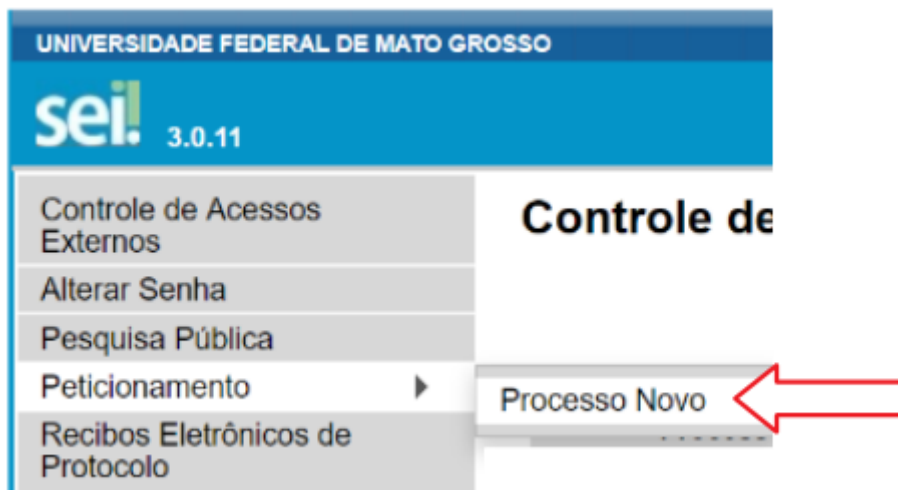 UNIVERSIDADE FEDERAL DE MATO GROSSO
sei! 3.0.11
Controle de Acessos
Externos
Controle de
Alterar Senha
Pesquisa Pública
Peticionamento
Processo Novo
Recibos Eletrônicos de
Protocolo